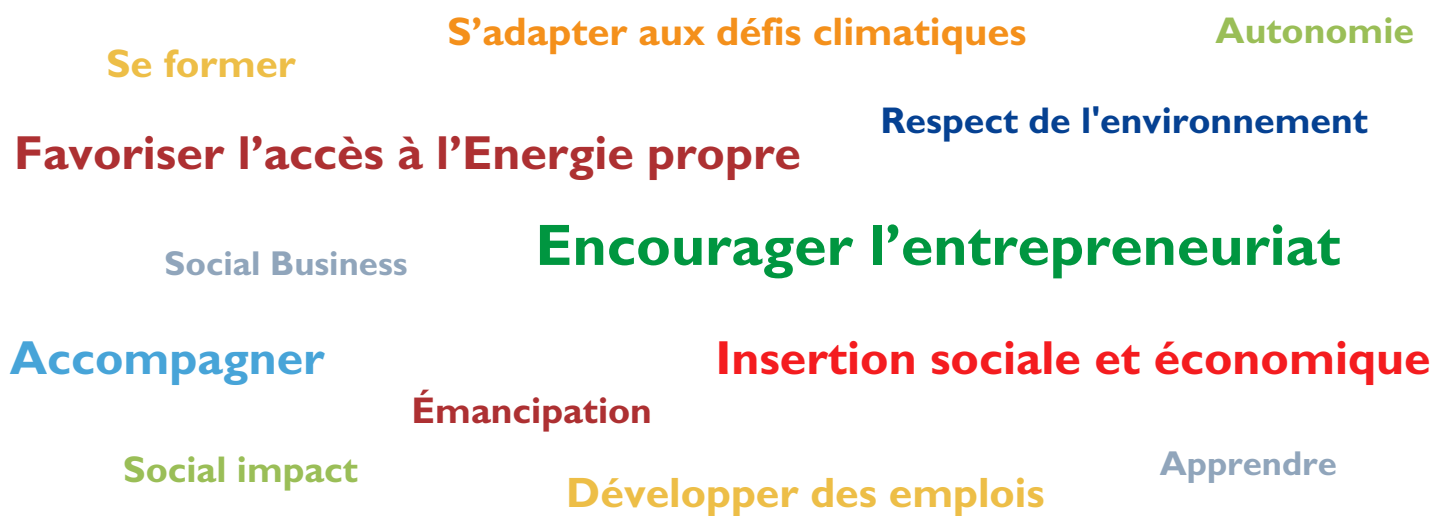 S’adapter aux défis climatiques
Autonomie
Se former
Respect de l'environnement
Favoriser l’accès à l’Energie propre
Encourager l’entrepreneuriat
Social Business
Accompagner
Insertion sociale et économique
Émancipation
Social impact
Apprendre
Développer des emplois